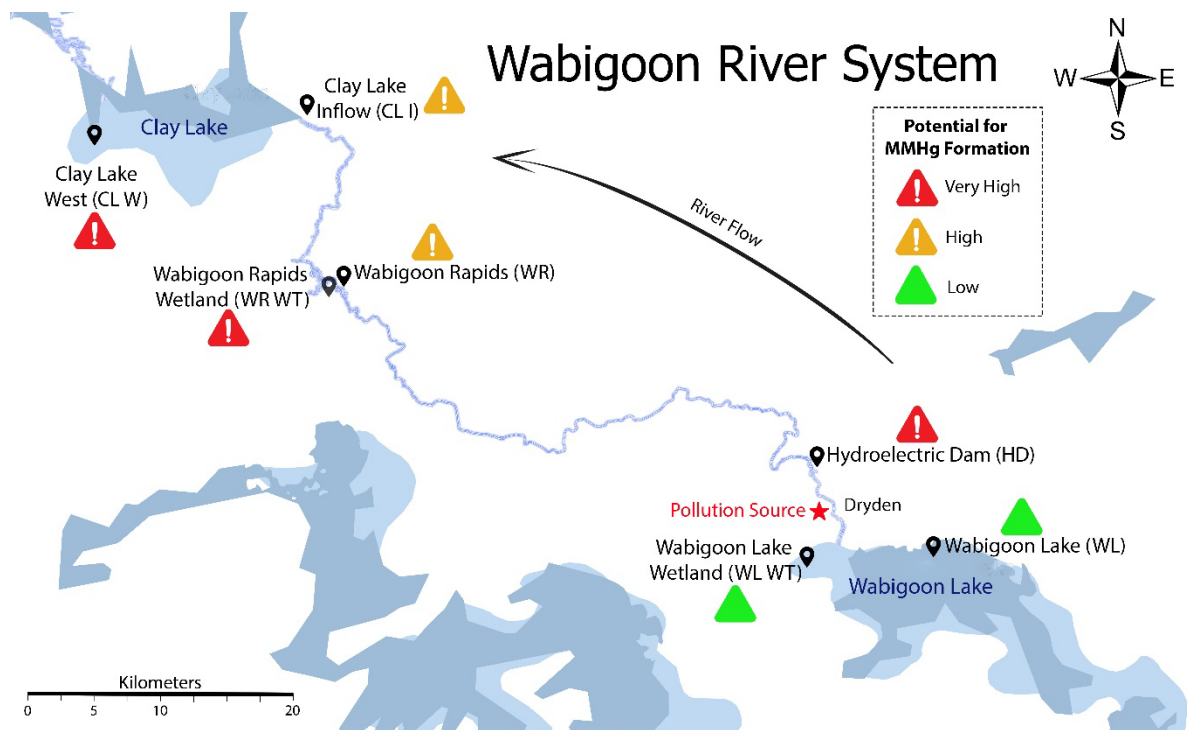 Wabigoon River System
N
W E
S
Clay Lake
Inflow (CL I)
Clay Lake
Clay Lake
West (CL W)
Potential for
MMHg Formation
Very High
High
Low
River Flow
Wabigoon Rapids (WR)
Wabigoon Rapids
Wetland (WR WT)
Hydroelectric Dam (HD)
Pollution Source
Dryden
Wabigoon Lake
Wetland (WL WT)
Wabigoon Lake (WL)
Wabigoon Lake
Kilometers
0 5 10 20